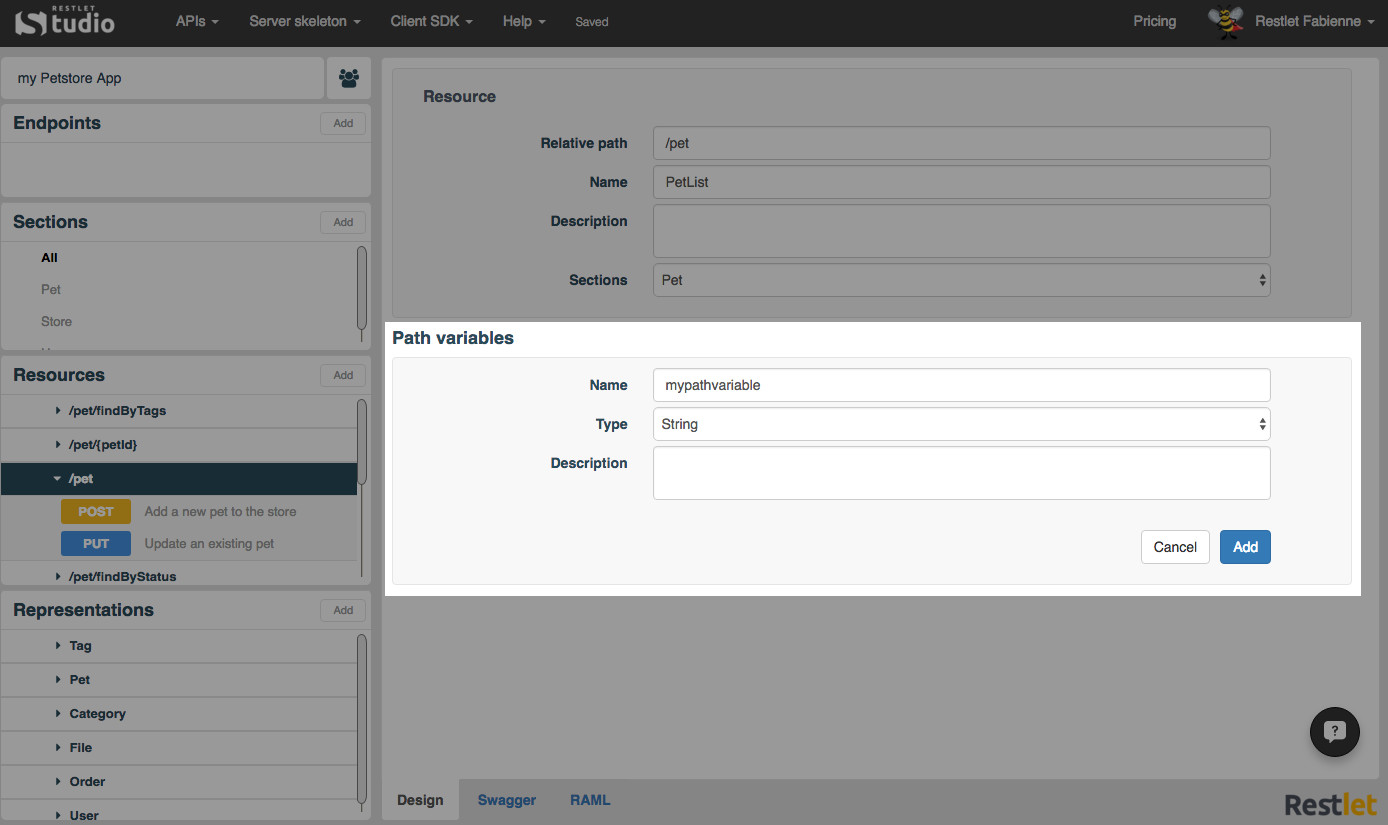 RESTLET
Studio
APIs
Server skeleton
Client SDK
Help
Saved
Pricing
Restlet Fabienne
my Petstore App
Endpoints
Add
Sections
Add
All
Pet
Store
Resources
Add
/pet/findByTags
/pet/{petId}
/pet
POST
Add a new pet to the store
PUT
Update an existing pet
/pet/findByStatus
Representations
Add
Tag
Pet
Category
File
Order
User
Resource
Relative path
/pet
Name
PetList
Description
Sections
Pet
Path variables
Name
mypathvariable
Type
String
Description
Cancel
Add
?
Design
Swagger
RAML
Restlet